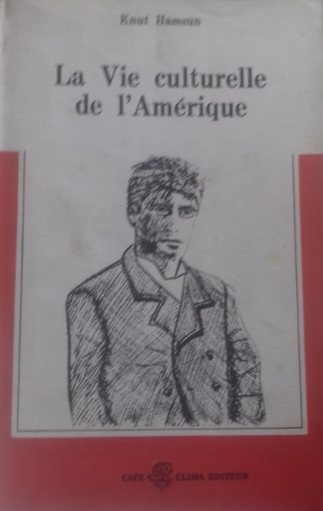 Knut Hamsun
La Vie culturelle
de l'Amérique
CAFE CLIMA EDITEUR